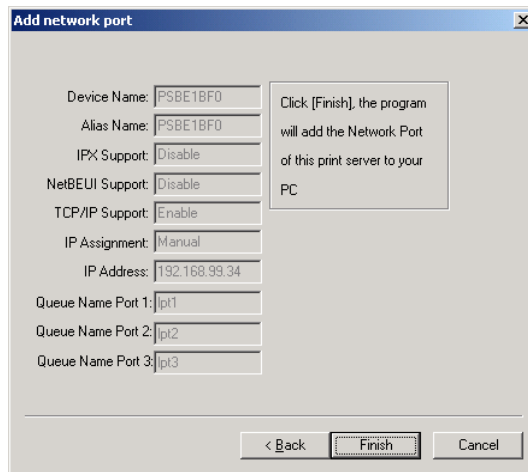 Add network port
Device Name: PSBE1BF0
Alias Name: PSBE1BF0
IPX Support: Disable
NetBEUI Support: Disable
TCP/IP Support: Enable
IP Assignment: Manual
IP Address: 192.168.99.34
Queue Name Port 1: lpt1
Queue Name Port 2: lpt2
Queue Name Port 3: lpt3
Click [Finish], the program
will add the Network Port
of this print server to your
PC
< Back
Finish
Cancel